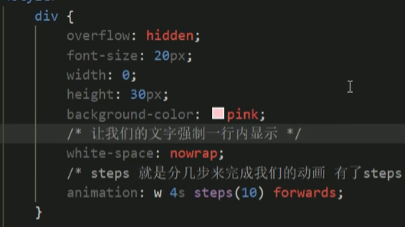 div {
overflow: hidden;
font-size: 20px;
width: 0;
height: 30px;
background-color: pink;
/* 让我们的文字强制一行内显示 */
white-space: nowrap;
/* steps 就是分几步来完成我们的动画 有了steps
animation: w 4s steps(10) forwards;
}